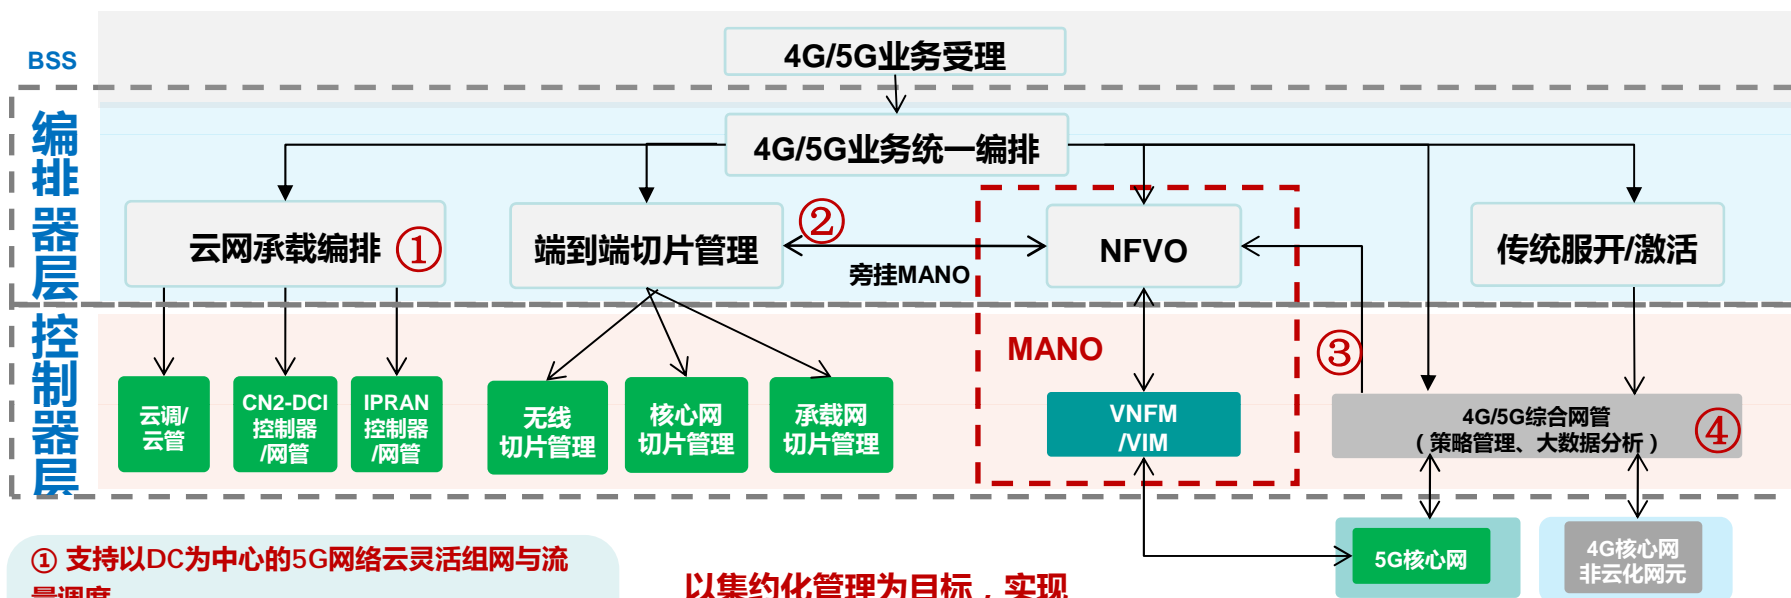 4G/5G业务受理
BSS
编排器层
4G/5G业务统一编排
云网承载编排 ①
端到端切片管理
②
旁挂MANO
NFVO
传统服开/激活
控制器层
MANO
③
云调/
云管
CN2-DCI
控制器
/网管
IPRAN
控制器
/网管
无线
切片管理
核心网
切片管理
承载网
切片管理
VNFM
/VIM
4G/5G综合网管
（策略管理、大数据分析）
④
5G核心网
4G核心网
非云化网元
① 支持以DC为中心的5G网络云灵活组网与流
量调度
以集约化管理为目标，实现